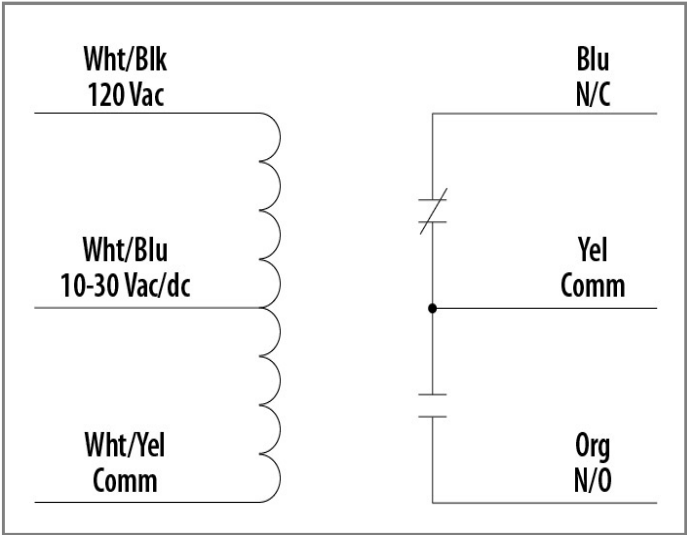 Wht/Blk
120 Vac
Blu
N/C
Wht/Blu
10-30 Vac/dc
Yel
Comm
Wht/Yel
Comm
Org
N/O